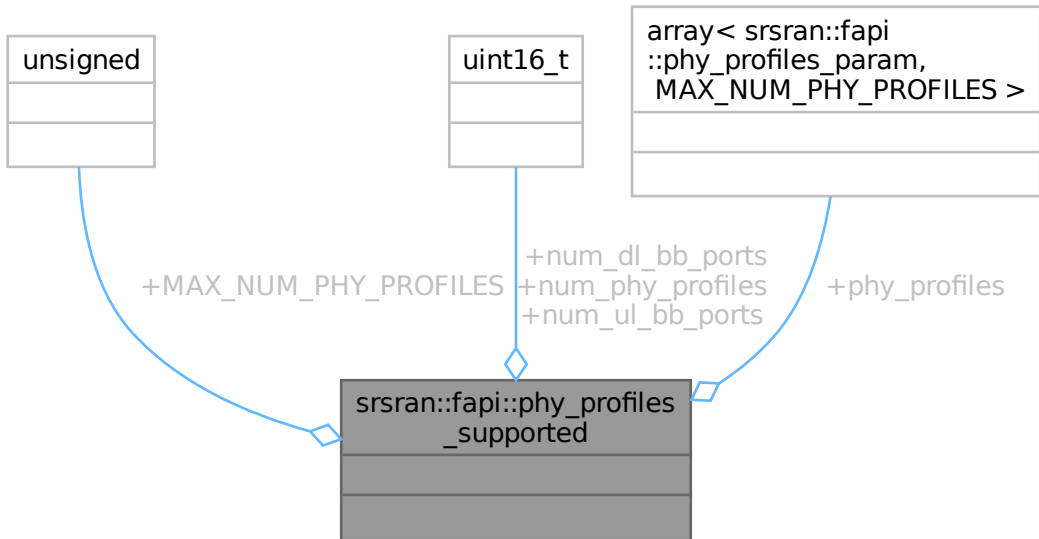 unsigned
uint16_t
array< srsran::fapi
::phy_profiles_param,
MAX_NUM_PHY_PROFILES >
+MAX_NUM_PHY_PROFILES
+num_dl_bb_ports
+num_phy_profiles
+num_ul_bb_ports
+phy_profiles
srsran::fapi::phy_profiles
_supported